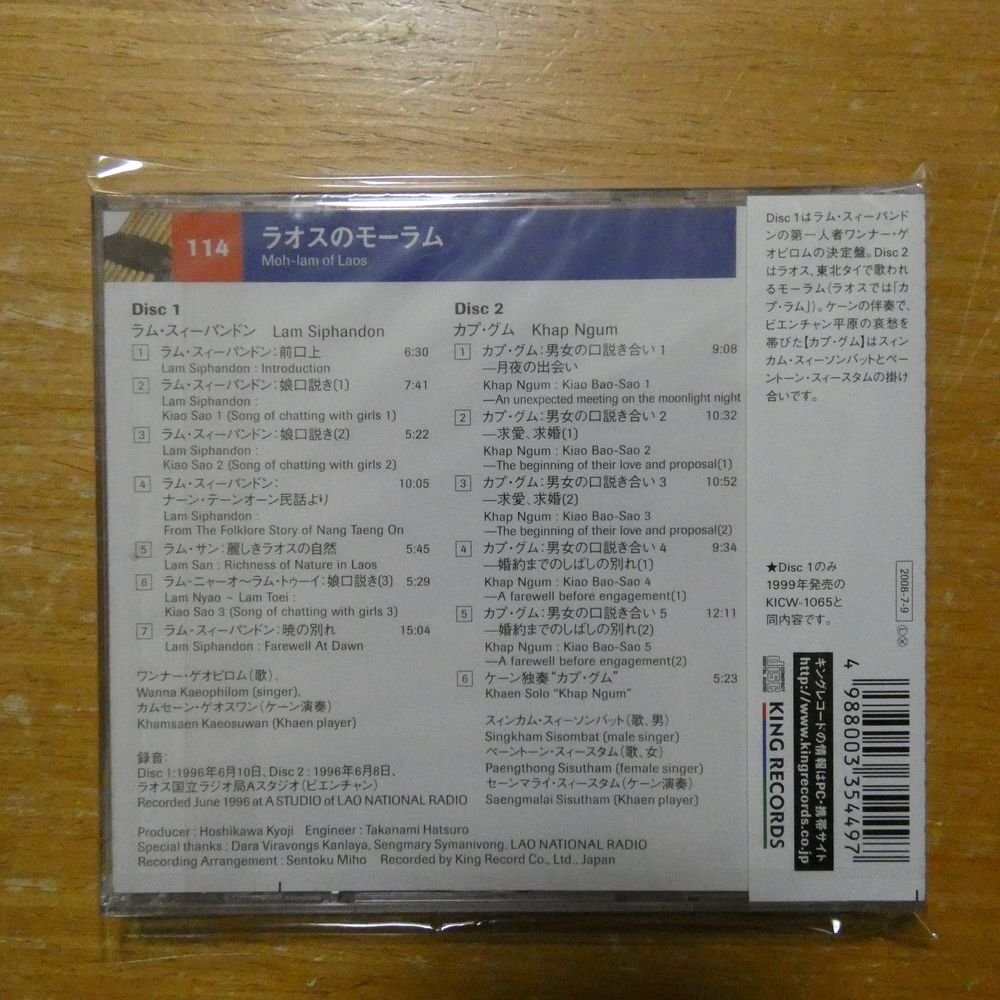 114
ラオスのモーラム
Moh-lam of Laos
Disc 1
ラム・スィーパンドン Lam Siphandon
1 ラム・スィーパンドン：前口上 6:30
Lam Siphandon : Introduction
2 ラム・スィーパンドン：娘口説き(1) 7:41
Lam Siphandon :
Kiao Sao 1 (Song of chatting with girls 1)
3 ラム・スィーパンドン：娘口説き(2) 5:22
Lam Siphandon :
Kiao Sao 2 (Song of chatting with girls 2)
4 ラム・スィーパンドン： 10:05
ナーン・テーンオーン民話より
Lam Siphandon :
From The Folklore Story of Nang Taeng On
5 ラム・サン：麗しきラオスの自然 5:45
Lam San : Richness of Nature in Laos
6 ラム・ニャーオ〜ラム・トゥーイ：娘口説き(3) 5:29
Lam Nyao ~ Lam Toei :
Kiao Sao 3 (Song of chatting with girls 3)
7 ラム・スィーパンドン：暁の別れ 15:04
Lam Siphandon : Farewell At Dawn
ワンナー・ゲオピロム（歌）、
Wanna Kaeophilom (singer),
カムセーン・ゲオスワン（ケーン演奏）
Khamsaen Kaeosuwan (Khaen player)
録音：
Disc 1:1996年6月10日、Disc 2 : 1996年6月8日、
ラオス国立ラジオ局Aスタジオ（ビエンチャン）
Recorded June 1996 at A STUDIO of LAO NATIONAL RADIO
Disc 2
カプ・グム Khap Ngum
1 カプ・グム：男女の口説き合い 1 9:08
—月夜の出会い
Khap Ngum : Kiao Bao-Sao 1
—An unexpected meeting on the moonlight night
2 カプ・グム：男女の口説き合い 2 10:32
—求愛、求婚(1)
Khap Ngum : Kiao Bao-Sao 2
—The beginning of their love and proposal(1)
3 カプ・グム：男女の口説き合い 3 10:52
—求愛、求婚(2)
Khap Ngum : Kiao Bao-Sao 3
—The beginning of their love and proposal(2)
4 カプ・グム：男女の口説き合い 4 9:34
—婚約までのしばしの別れ(1)
Khap Ngum : Kiao Bao-Sao 4
—A farewell before engagement(1)
5 カプ・グム：男女の口説き合い 5 12:11
—婚約までのしばしの別れ(2)
Khap Ngum : Kiao Bao-Sao 5
—A farewell before engagement(2)
6 ケーン独奏“カプ・グム” 5:23
Khaen Solo “Khap Ngum”
スィンカム・スィーソンバット（歌、男）
Singkham Sisombat (male singer)
ペーントーン・スィースタム（歌、女）
Paengthong Sisutham (female singer)
セーンマライ・スィースタム（ケーン演奏）
Saengmalai Sisutham (Khaen player)
Producer : Hoshikawa Kyoji Engineer : Takanami Hatsuro
Special thanks : Dara Viravongs Kanlaya, Sengmary Symanivong, LAO NATIONAL RADIO
Recording Arrangement : Sentoku Miho Recorded by King Record Co., Ltd., Japan
Disc 1はラム・スィーパンド
ンの第一人者ワンナー・ゲ
オピロムの決定盤。Disc 2
はラオス、東北タイで歌われ
るモーラム（ラオスでは「カ
プ・ラム」）。ケーンの伴奏で、
ビエンチャン平原の哀愁を
帯びた【カプ・グム】はスィン
カム・スィーソンバットとペー
ントーン・スィースタムの掛け
合いです。
★Disc 1のみ
1999年発売の
KICW-1065と
同内容です。
2008-7-9
COMPACT
disc
DIGITAL AUDIO
KING RECORDS
キングレコードの情報はPC・携帯サイト
http://www.kingrecords.co.jp
4 988003 354497